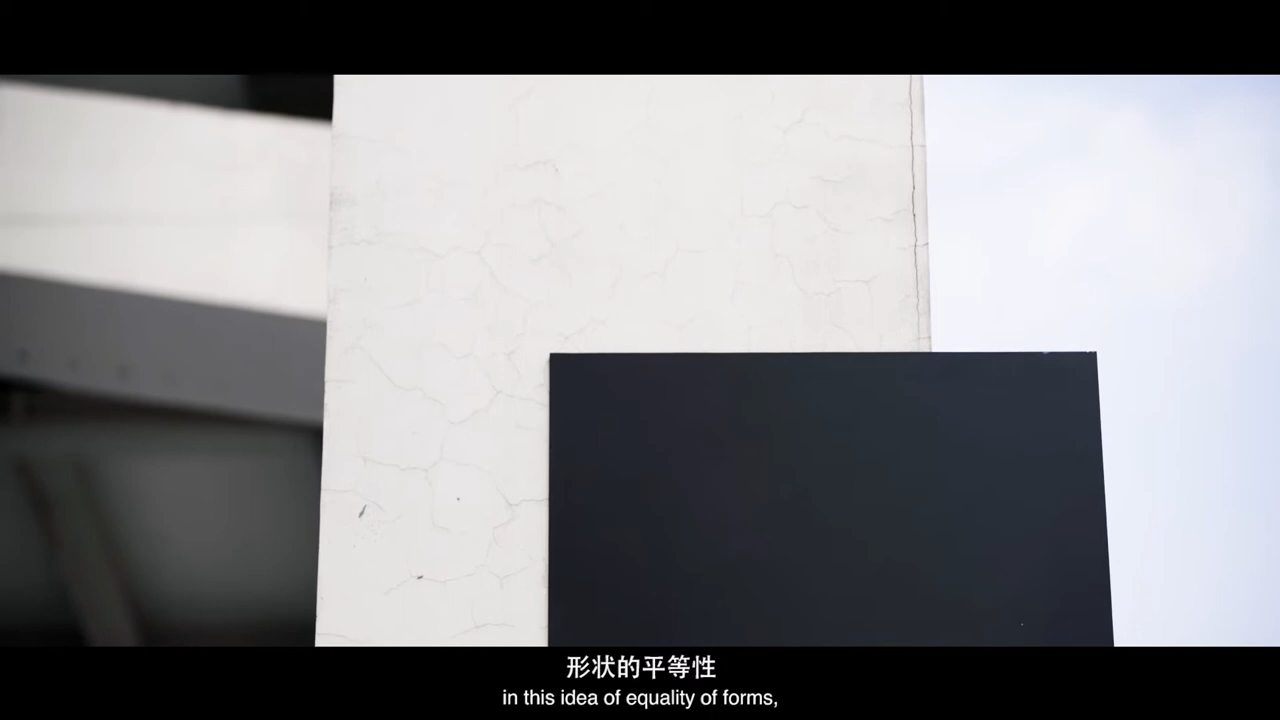 形状的平等性
in this idea of equality of forms,